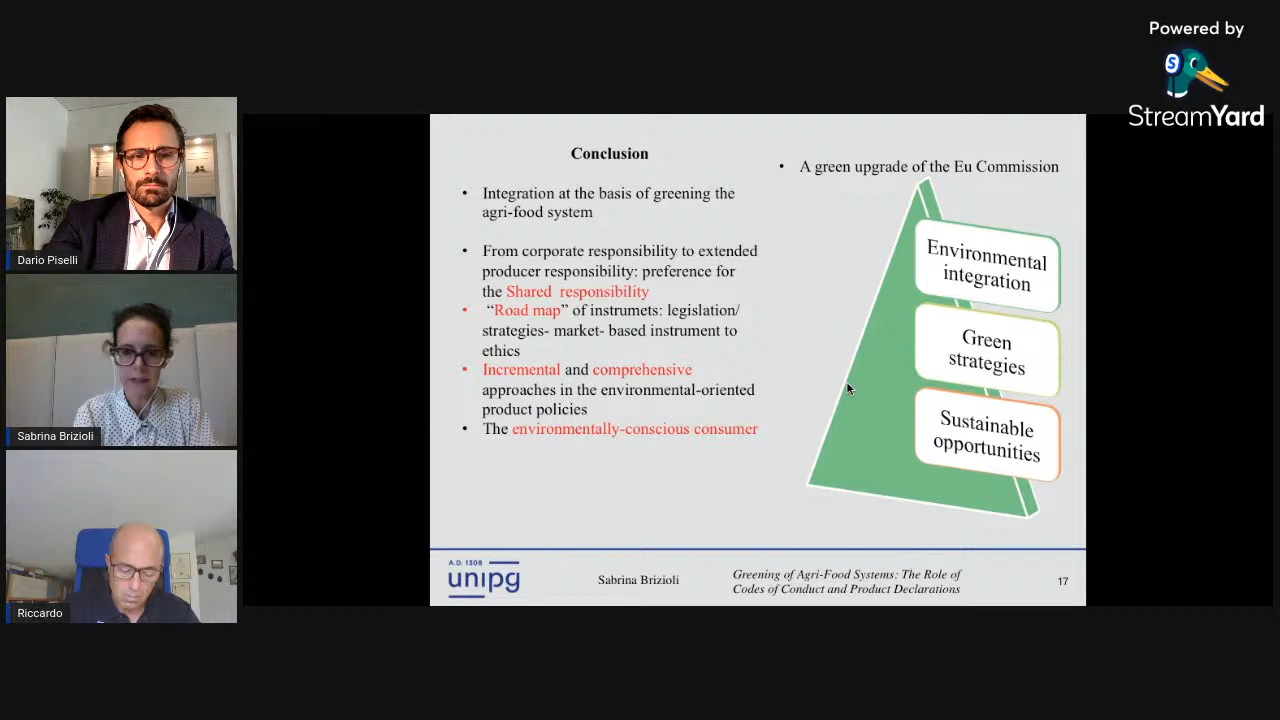 Powered by
StreamYard
Dario Piselli
Sabrina Brizioli
Riccardo
Conclusion
• Integration at the basis of greening the
agri-food system
• From corporate responsibility to extended
producer responsibility: preference for
the Shared responsibility
• “Road map” of instrumets: legislation/
strategies- market- based instrument to
ethics
• Incremental and comprehensive
approaches in the environmental-oriented
product policies
• The environmentally-conscious consumer
• A green upgrade of the Eu Commission
Environmental
integration
Green
strategies
Sustainable
opportunities
A.D. 1308
unipg
Sabrina Brizioli
Greening of Agri-Food Systems: The Role of
Codes of Conduct and Product Declarations
17